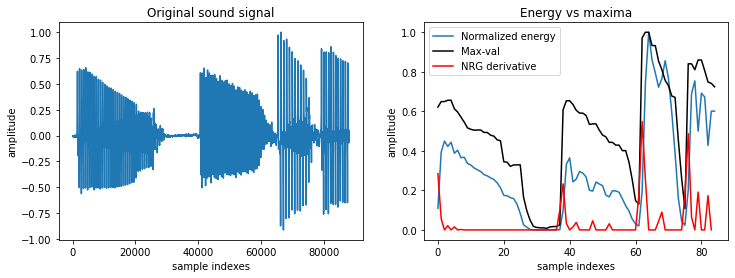 Original sound signal
amplitude
1.00
0.75
0.50
0.25
0.00
−0.25
−0.50
−0.75
−1.00
0 20000 40000 60000 80000
sample indexes
Energy vs maxima
Normalized energy
Max-val
NRG derivative
amplitude
1.0
0.8
0.6
0.4
0.2
0.0
0 20 40 60 80
sample indexes